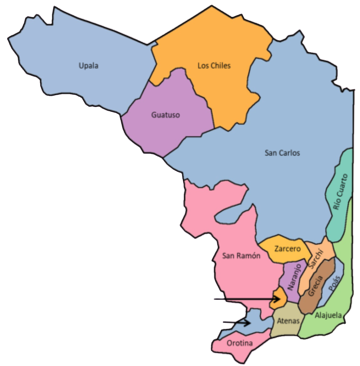 Upala
Los Chiles
Guatuso
San Carlos
Río Cuarto
San Ramón
Zarcero
Sarchí
Naranjo
Grecia
Poás
Atenas
Alajuela
Orotina